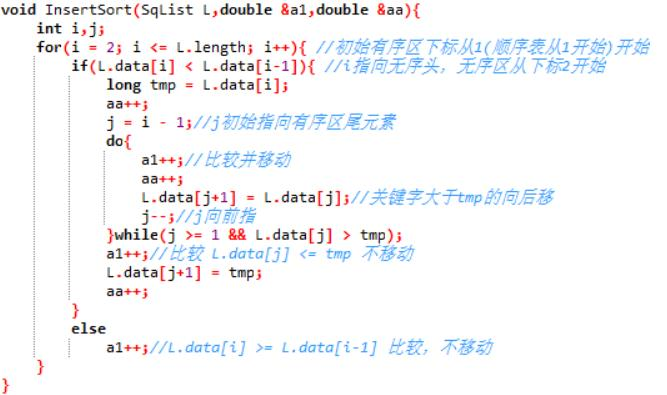 void InsertSort(SqList L,double &a1,double &aa){
    int i,j;
    for(i = 2; i <= L.length; i++){ //初始有序区下标从1(顺序表从1开始)开始
        if(L.data[i] < L.data[i-1]){ //i指向无序头，无序区从下标2开始
            long tmp = L.data[i];
            aa++;
            j = i - 1;//j初始指向有序区尾元素
            do{
                a1++;//比较并移动
                aa++;
                L.data[j+1] = L.data[j];//关键字大于tmp的向后移
                j--;//j向前指
            }while(j >= 1 && L.data[j] > tmp);
            a1++;//比较 L.data[j] <= tmp 不移动
            L.data[j+1] = tmp;
            aa++;
        }
        else
            a1++;//L.data[i] >= L.data[i-1] 比较，不移动
    }
}